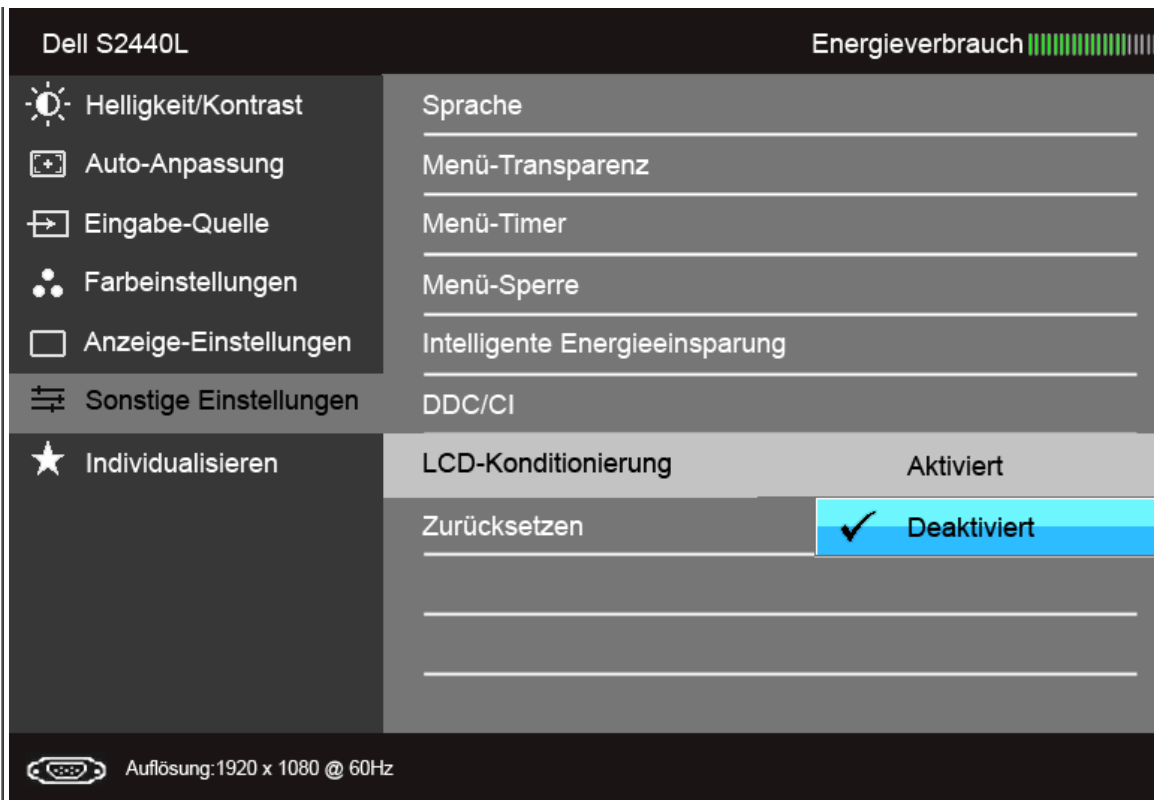 Dell S2440L Energieverbrauch
Helligkeit/Kontrast Sprache
Auto-Anpassung Menü-Transparenz
Eingabe-Quelle Menü-Timer
Farbeinstellungen Menü-Sperre
Anzeige-Einstellungen Intelligente Energieeinsparung
Sonstige Einstellungen DDC/CI
Individualisieren LCD-Konditionierung Aktiviert
Zurücksetzen Deaktiviert
Auflösung:1920 x 1080 @ 60Hz